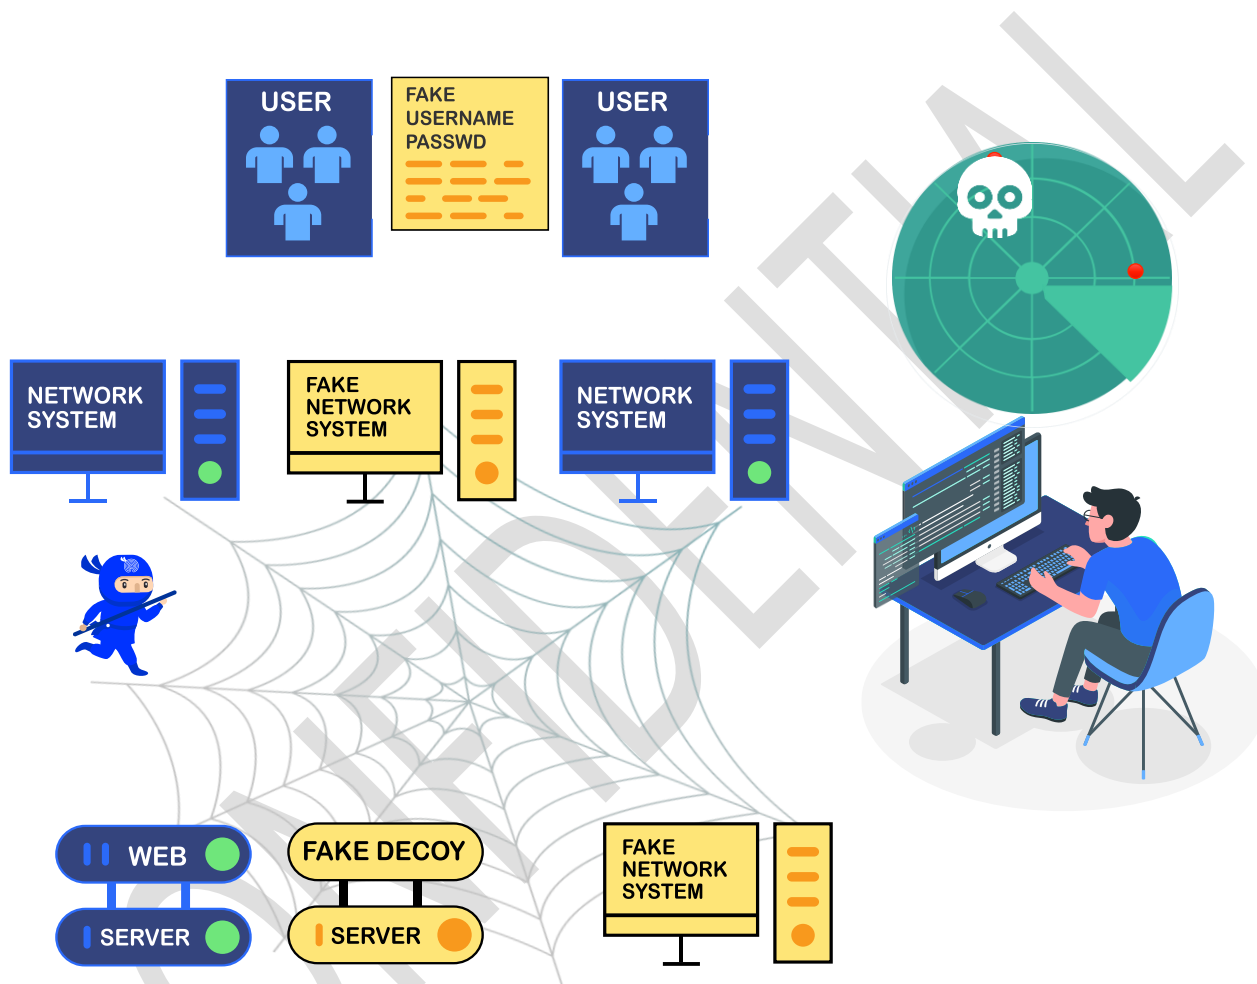 USER
FAKE
USERNAME
PASSWD
USER
NETWORK
SYSTEM
FAKE
NETWORK
SYSTEM
NETWORK
SYSTEM
WEB
SERVER
FAKE DECOY
SERVER
FAKE
NETWORK
SYSTEM
CONFIDENTIAL